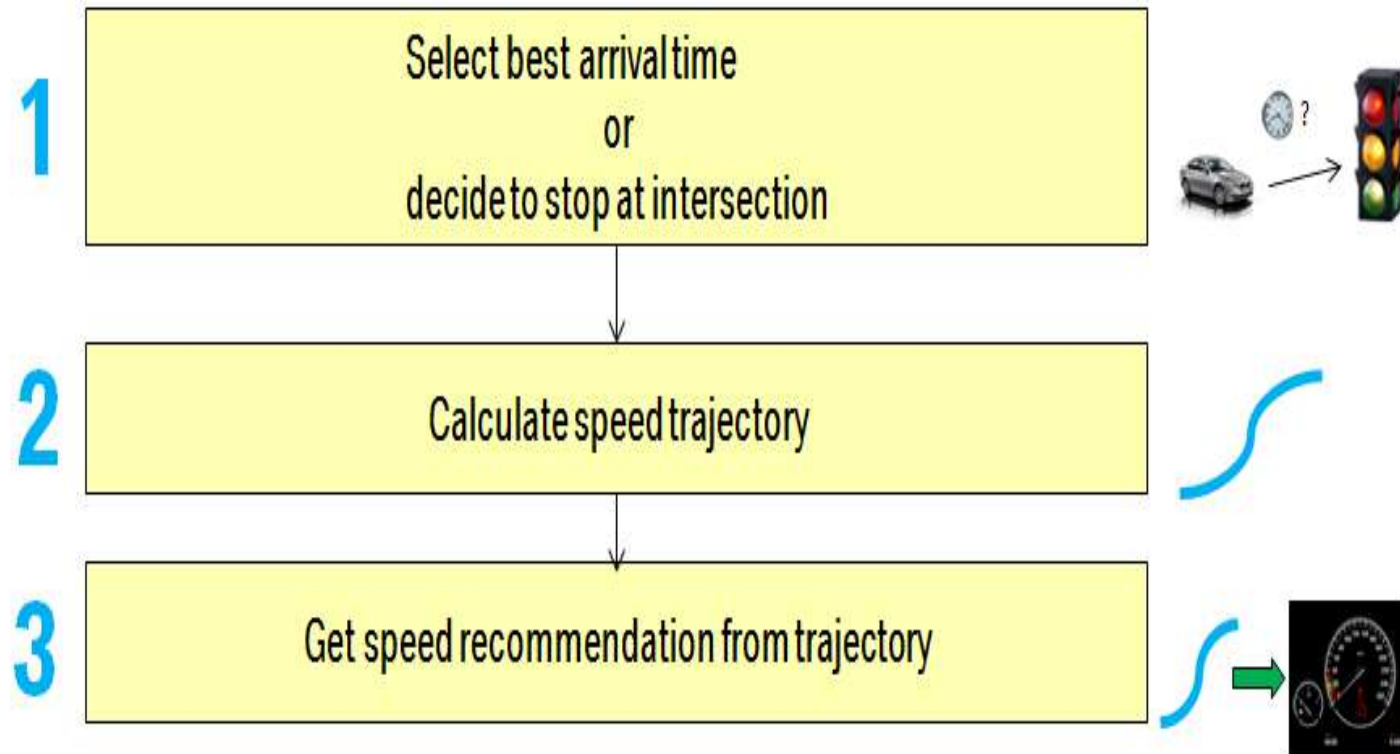 1
Select best arrival time
or
decide to stop at intersection
?
2
Calculate speed trajectory
3
Get speed recommendation from trajectory